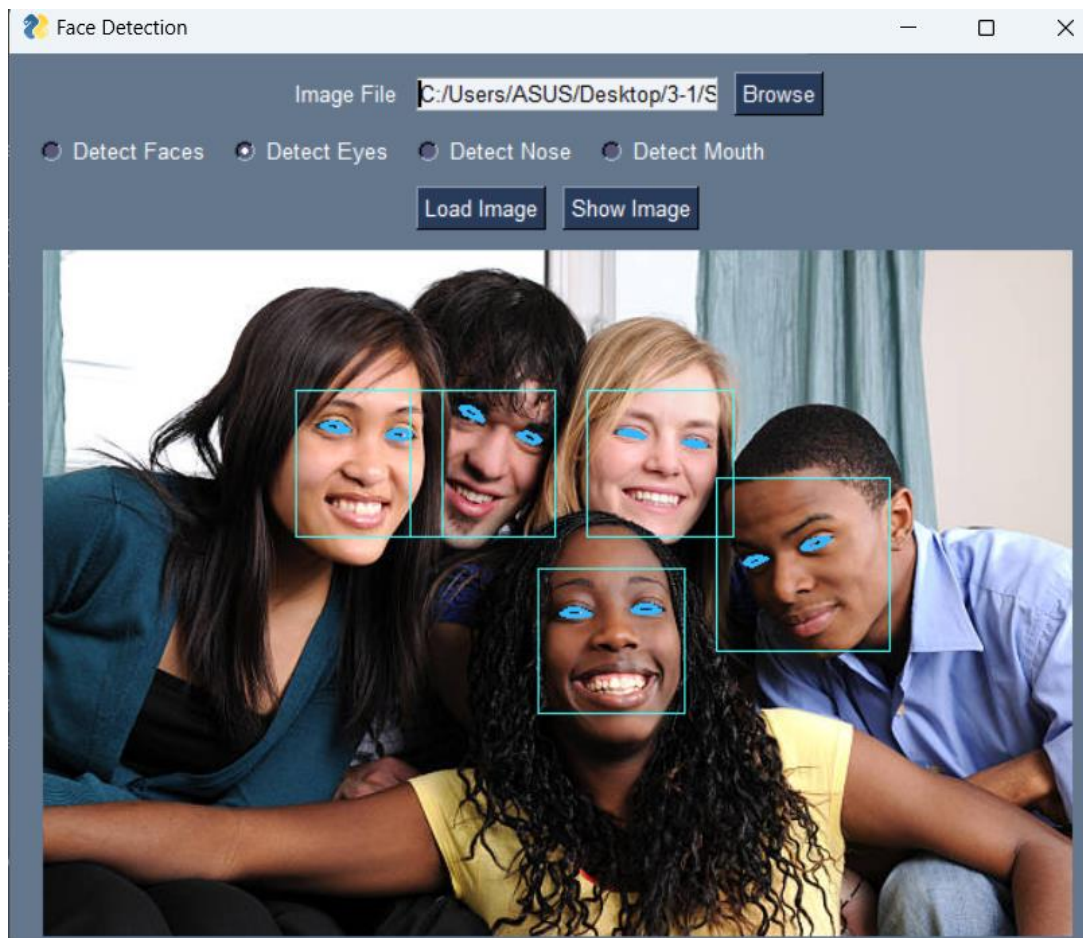 Face Detection
Image File C:/Users/ASUS/Desktop/3-1/S Browse
Detect Faces Detect Eyes Detect Nose Detect Mouth
Load Image Show Image